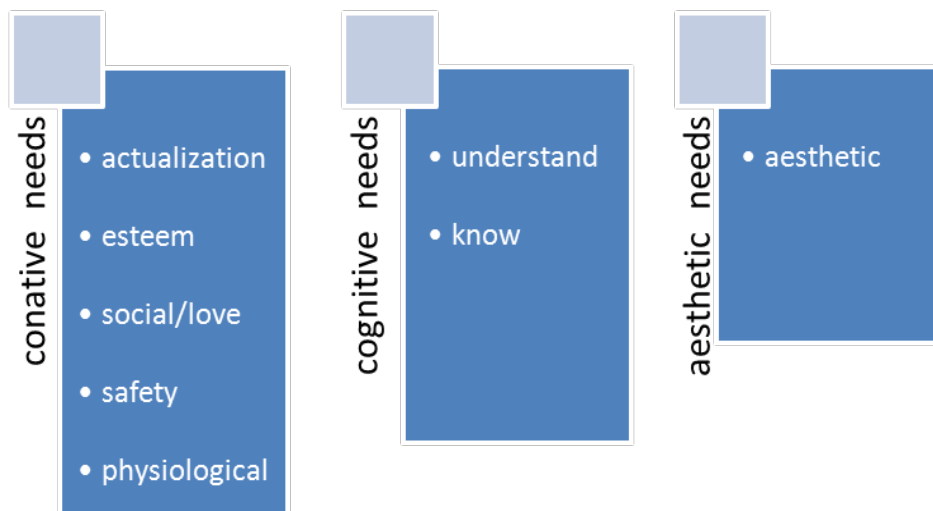 conative needs
• actualization
• esteem
• social/love
• safety
• physiological
cognitive needs
• understand
• know
aesthetic needs
• aesthetic